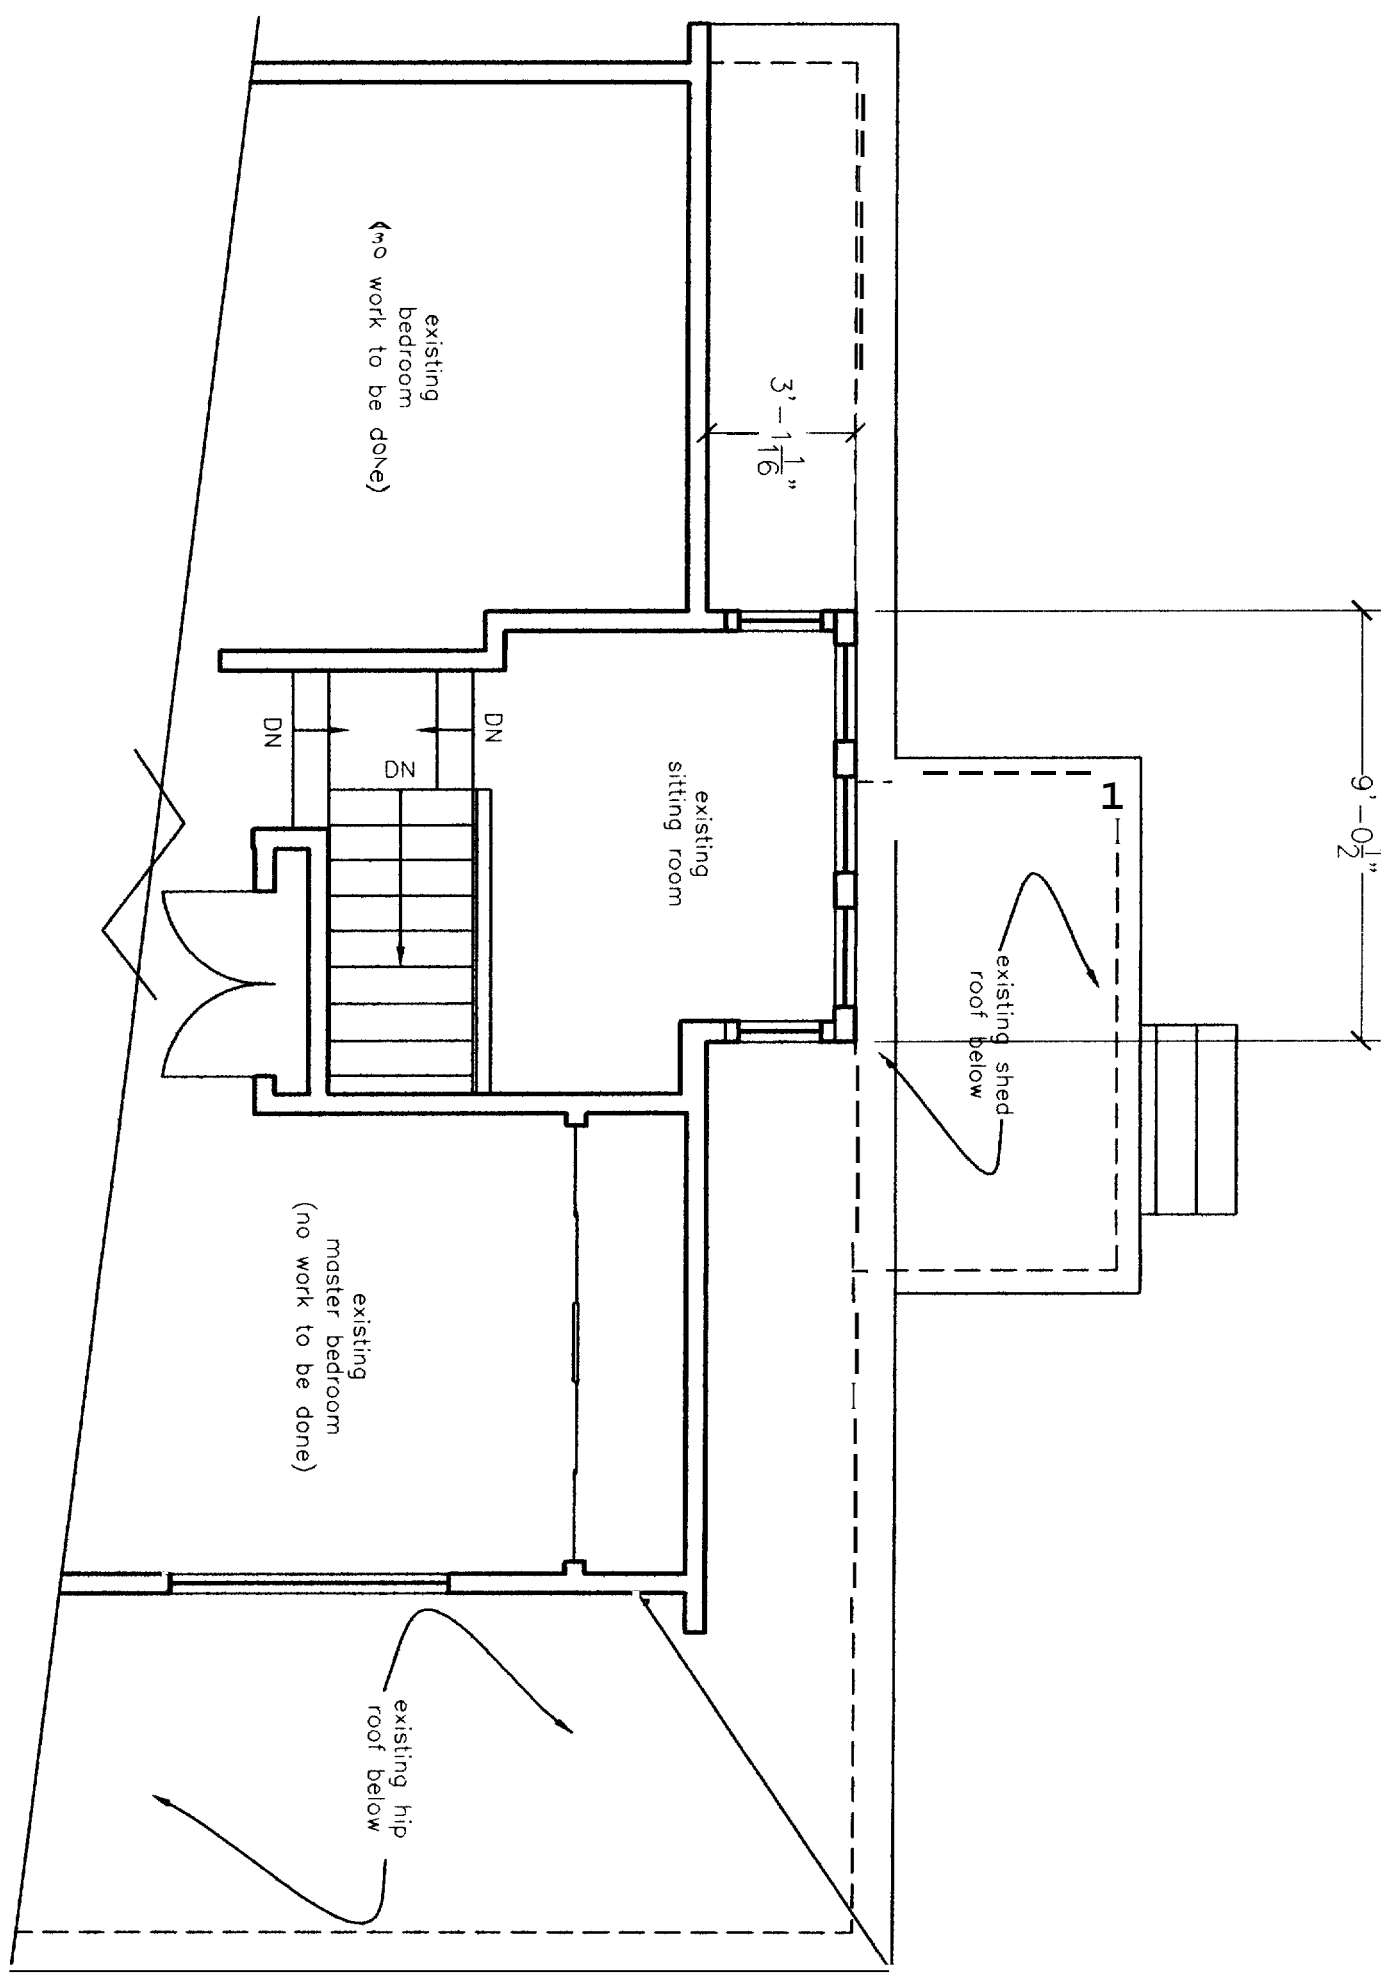 9'-0 1/2"
1
existing shed
roof below
3'-1 1/16"
existing
bedroom
(no work to be done)
existing
sitting room
DN
DN
DN
existing
master bedroom
(no work to be done)
existing hip
roof below